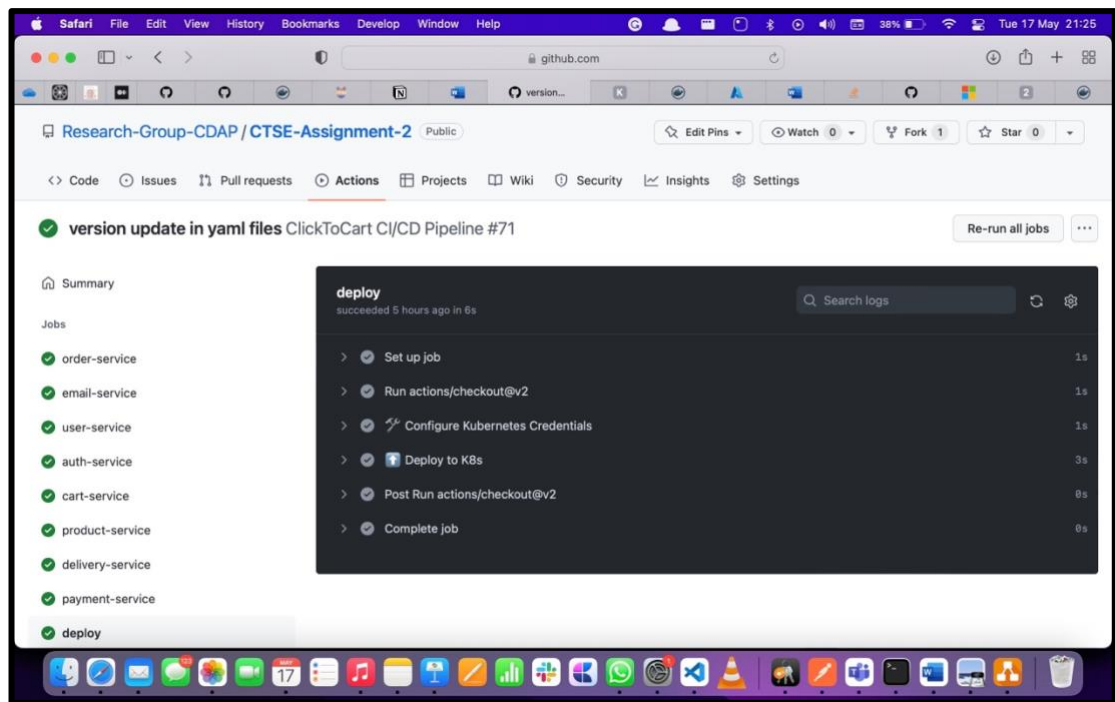 Safari File Edit View History Bookmarks Develop Window Help 38% Tue 17 May 21:25
github.com
version...
K
2
Research-Group-CDAP / CTSE-Assignment-2 Public
Edit Pins Watch 0 Fork 1 Star 0
Code Issues Pull requests Actions Projects Wiki Security Insights Settings
version update in yaml files ClickToCart CI/CD Pipeline #71
Re-run all jobs
Summary
Jobs
order-service
email-service
user-service
auth-service
cart-service
product-service
delivery-service
payment-service
deploy
deploy
succeeded 5 hours ago in 6s
Search logs
Set up job 1s
Run actions/checkout@v2 1s
Configure Kubernetes Credentials 1s
Deploy to K8s 3s
Post Run actions/checkout@v2 0s
Complete job 0s
123
MAY
17
1